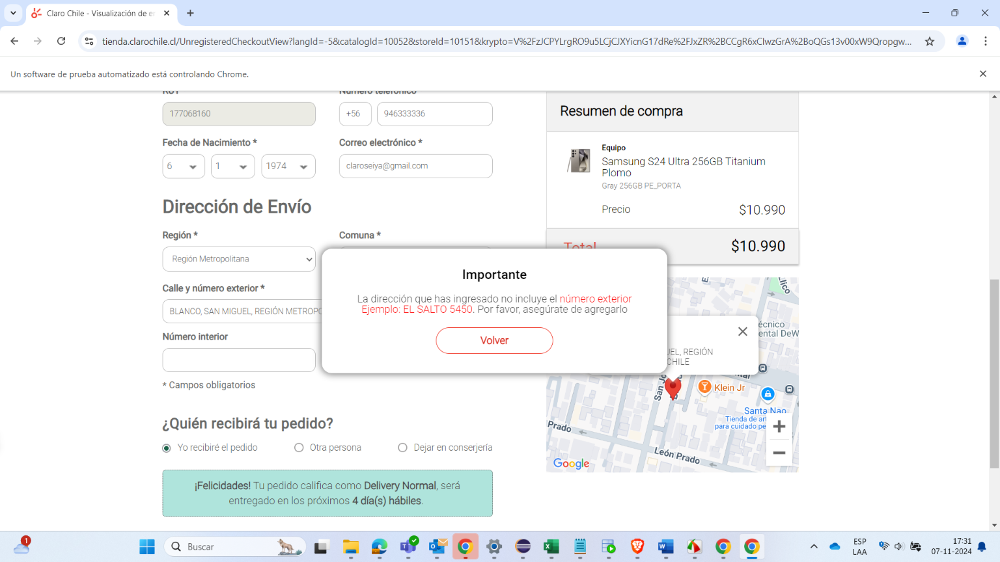 Claro Chile - Visualización de e
tienda.clarochile.cl/UnregisteredCheckoutView?langId=-5&catalogId=10052&storeId=10151&krypto=V%2FzJCPYLrgRO9u5LCjCJXYicnG17dRe%2FJxZR%2BCCgR6xCIwzGrA%2BoQGs13v00xW9Qropgw...
Un software de prueba automatizado está controlando Chrome.
RUT
Número telefónico
177068160
+56
946333336
Fecha de Nacimiento *
Correo electrónico *
6
1
1974
claroseiya@gmail.com
Dirección de Envío
Región *
Comuna *
Región Metropolitana
Calle y número exterior *
BLANCO, SAN MIGUEL, REGIÓN METROPO
Número interior
* Campos obligatorios
¿Quién recibirá tu pedido?
Yo recibiré el pedido
Otra persona
Dejar en conserjería
¡Felicidades! Tu pedido califica como Delivery Normal, será
entregado en los próximos 4 día(s) hábiles.
Resumen de compra
Equipo
Samsung S24 Ultra 256GB Titanium
Plomo
Gray 256GB PE_PORTA
Precio
$10.990
Total
$10.990
Importante
La dirección que has ingresado no incluye el número exterior
Ejemplo: EL SALTO 5450. Por favor, asegúrate de agregarlo
Volver
écnico
ental DeW
UEL, REGIÓN
CHILE
Klein Jr
Santa Nao
Tienda de ar
para cuidado pe
Prado
León Prado
Google
1
Buscar
ESP
LAA
17:31
07-11-2024